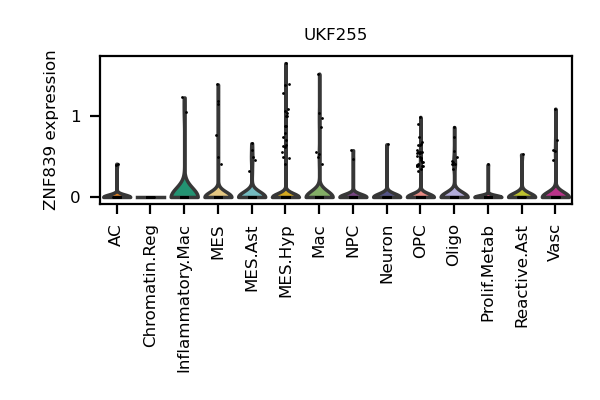 UKF255
ZNF839 expression
1
0
AC
Chromatin.Reg
Inflammatory.Mac
MES
MES.Ast
MES.Hyp
Mac
NPC
Neuron
OPC
Oligo
Prolif.Metab
Reactive.Ast
Vasc